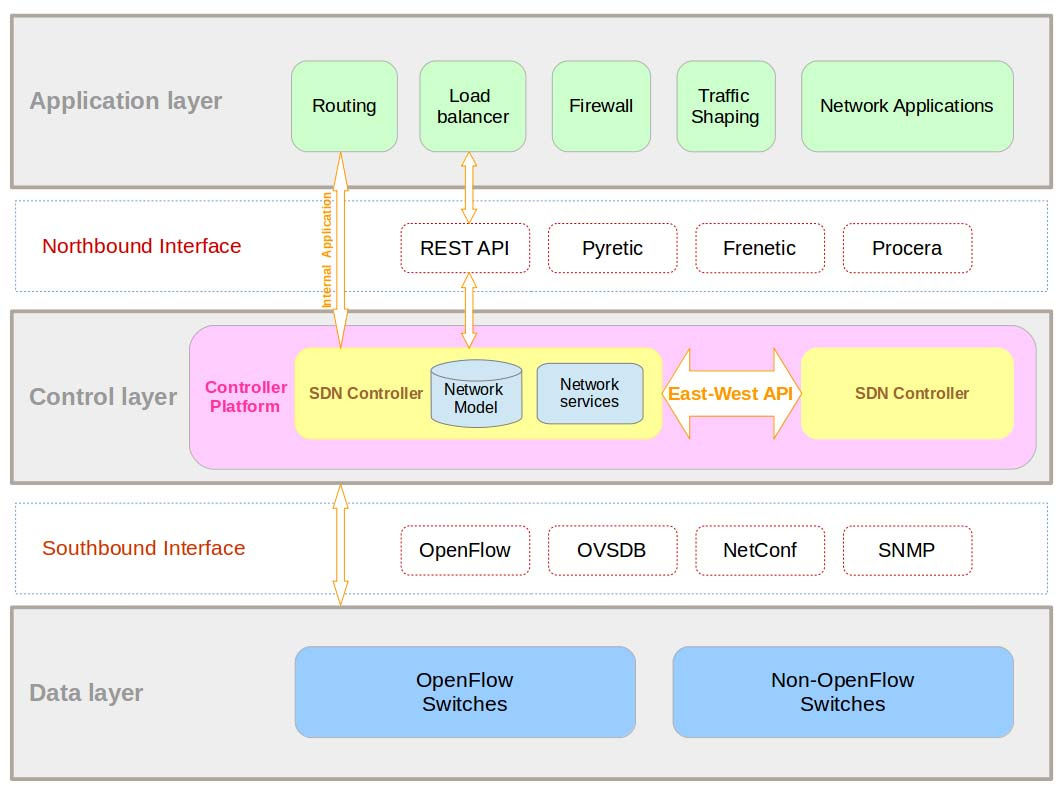 Application layer
Routing
Load
balancer
Firewall
Traffic
Shaping
Network Applications
Internal Application
Northbound Interface
REST API
Pyretic
Frenetic
Procera
Control layer
Controller
Platform
SDN Controller
Network
Model
Network
services
East-West API
SDN Controller
Southbound Interface
OpenFlow
OVSDB
NetConf
SNMP
Data layer
OpenFlow
Switches
Non-OpenFlow
Switches